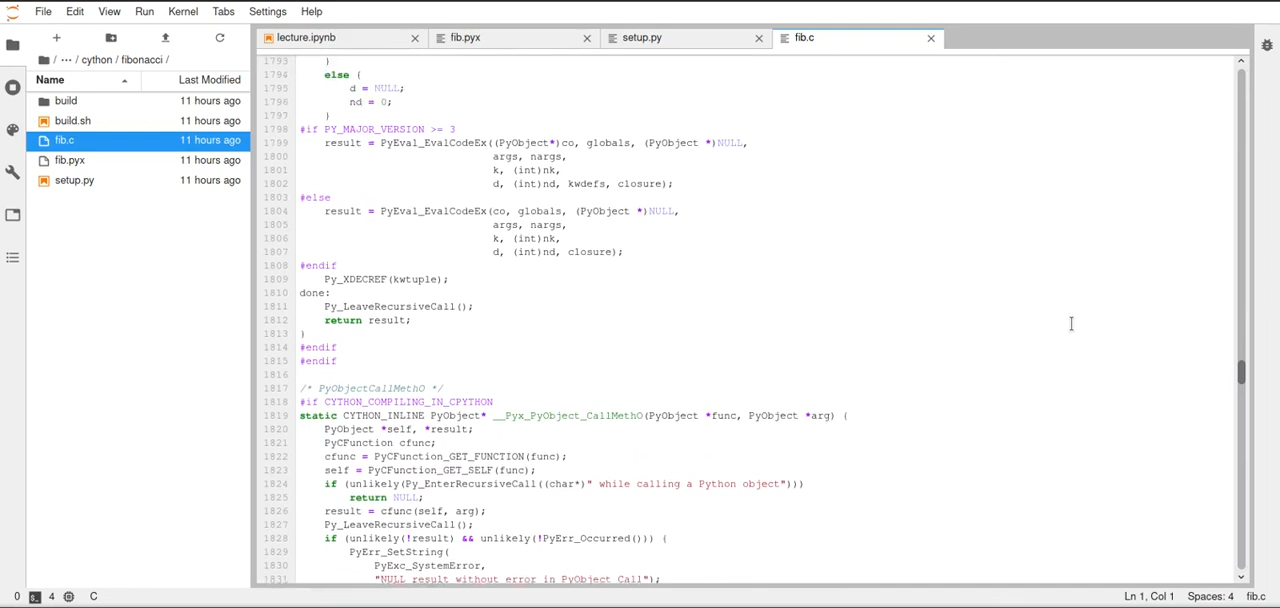 File Edit View Run Kernel Tabs Settings Help
lecture.ipynb fib.pyx setup.py fib.c
/ ··· / cython / fibonacci /
Name Last Modified
build 11 hours ago
build.sh 11 hours ago
fib.c 11 hours ago
fib.pyx 11 hours ago
setup.py 11 hours ago
1793 }
1794 else {
1795 d = NULL;
1796 nd = 0;
1797 }
1798 #if PY_MAJOR_VERSION >= 3
1799 result = PyEval_EvalCodeEx((PyObject*)co, globals, (PyObject *)NULL,
1800 args, nargs,
1801 k, (int)nk,
1802 d, (int)nd, kwdefs, closure);
1803 #else
1804 result = PyEval_EvalCodeEx(co, globals, (PyObject *)NULL,
1805 args, nargs,
1806 k, (int)nk,
1807 d, (int)nd, closure);
1808 #endif
1809 Py_XDECREF(kwtuple);
1810 done:
1811 Py_LeaveRecursiveCall();
1812 return result;
1813 }
1814 #endif
1815 #endif
1816
1817 /* PyObjectCallMethO */
1818 #if CYTHON_COMPILING_IN_CPYTHON
1819 static CYTHON_INLINE PyObject* __Pyx_PyObject_CallMethO(PyObject *func, PyObject *arg) {
1820 PyObject *self, *result;
1821 PyCFunction cfunc;
1822 cfunc = PyCFunction_GET_FUNCTION(func);
1823 self = PyCFunction_GET_SELF(func);
1824 if (unlikely(Py_EnterRecursiveCall((char*)" while calling a Python object")))
1825 return NULL;
1826 result = cfunc(self, arg);
1827 Py_LeaveRecursiveCall();
1828 if (unlikely(!result) && unlikely(!PyErr_Occurred())) {
1829 PyErr_SetString(
1830 PyExc_SystemError,
1831 "NULL result without error in PyObject_Call");
0 4 C Ln 1, Col 1 Spaces: 4 fib.c